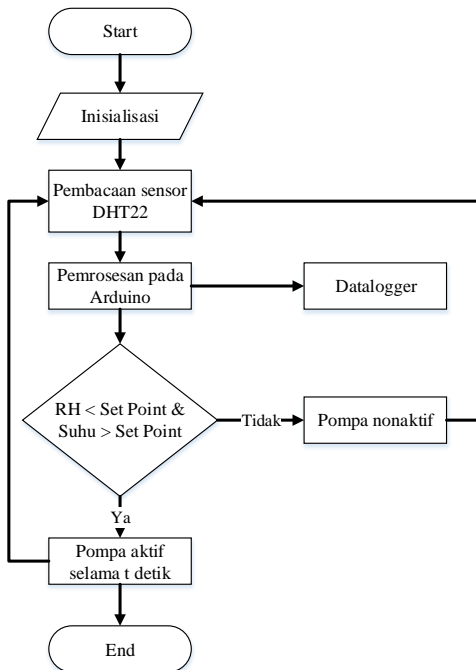 Start
Inisialisasi
Pembacaan sensor
DHT22
Pemrosesan pada
Arduino
Datalogger
RH < Set Point &
Suhu > Set Point
Tidak
Pompa nonaktif
Ya
Pompa aktif
selama t detik
End